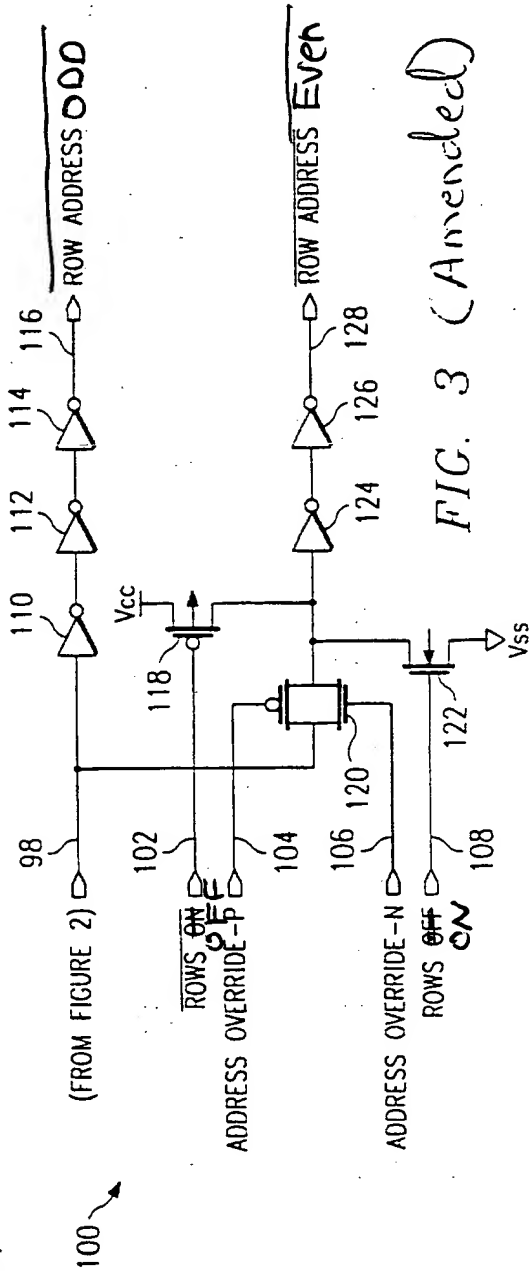 100
(FROM FIGURE 2)
98
110
112
114
116
ROW ADDRESS ODD
Vcc
118
102
ROWS ON OFF
104
ADDRESS OVERRIDE-P
120
106
ADDRESS OVERRIDE-N
108
ROWS OFF ON
122
Vss
124
126
128
ROW ADDRESS Even
FIG. 3 (Amended)